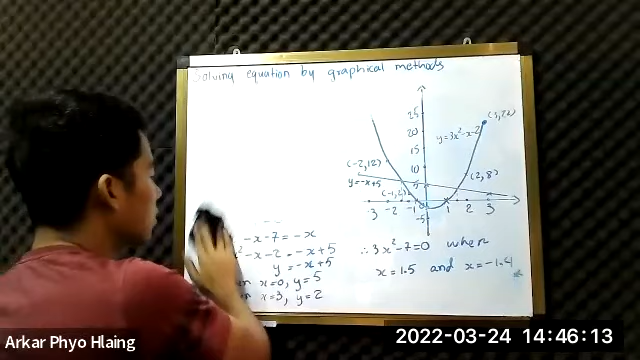 Solving equation by graphical methods
25
20
15
10
5
-5
3 -2 -1 0 1 2 3
(3,22)
y=3x²-x-2
(-2,12)
(2,8)
y=-x+5
-x-7=-x
-x-2=-x+5
y=-x+5
x=0, y=5
x=3, y=2
∴ 3x²-7=0 when
x=1.5 and x=-1.4
Arkar Phyo Hlaing
2022-03-24 14:46:13